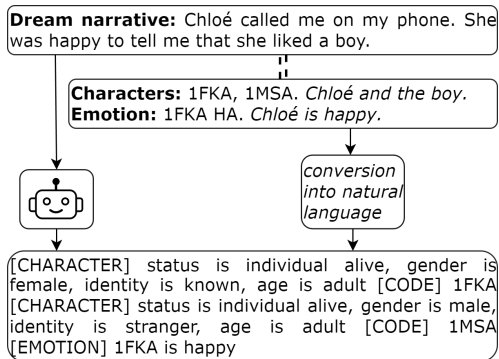 Dream narrative: Chloé called me on my phone. She
was happy to tell me that she liked a boy.
Characters: 1FKA, 1MSA. Chloé and the boy.
Emotion: 1FKA HA. Chloé is happy.
conversion
into natural
language
[CHARACTER] status is individual alive, gender is
female, identity is known, age is adult [CODE] 1FKA
[CHARACTER] status is individual alive, gender is male,
identity is stranger, age is adult [CODE] 1MSA
[EMOTION] 1FKA is happy